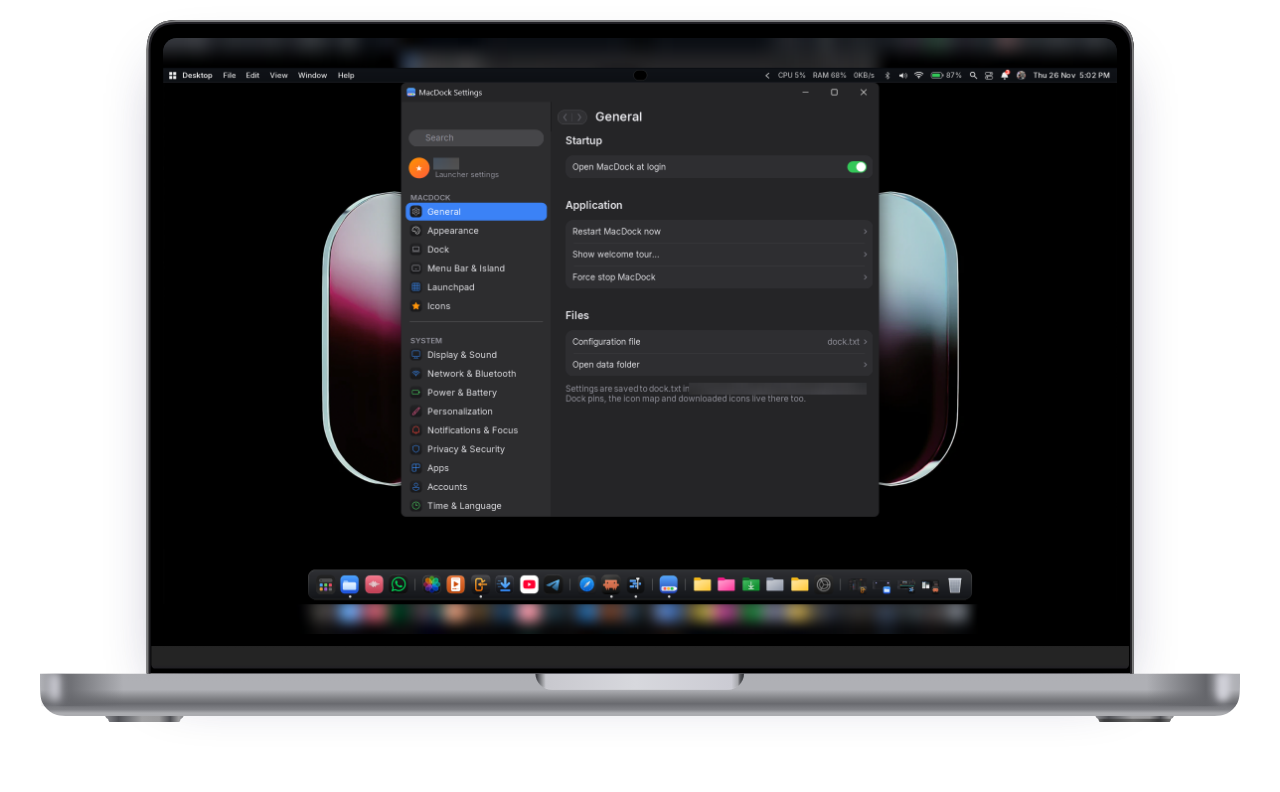 Desktop File Edit View Window Help
CPU 5% RAM 68% 0KB/s 87% Thu 26 Nov 5:02 PM
MacDock Settings
Search
Launcher settings
MACDOCK
General
Appearance
Dock
Menu Bar & Island
Launchpad
Icons
SYSTEM
Display & Sound
Network & Bluetooth
Power & Battery
Personalization
Notifications & Focus
Privacy & Security
Apps
Accounts
Time & Language
General
Startup
Open MacDock at login
Application
Restart MacDock now
Show welcome tour...
Force stop MacDock
Files
Configuration file dock.txt
Open data folder
Settings are saved to dock.txt in
Dock pins, the icon map and downloaded icons live there too.